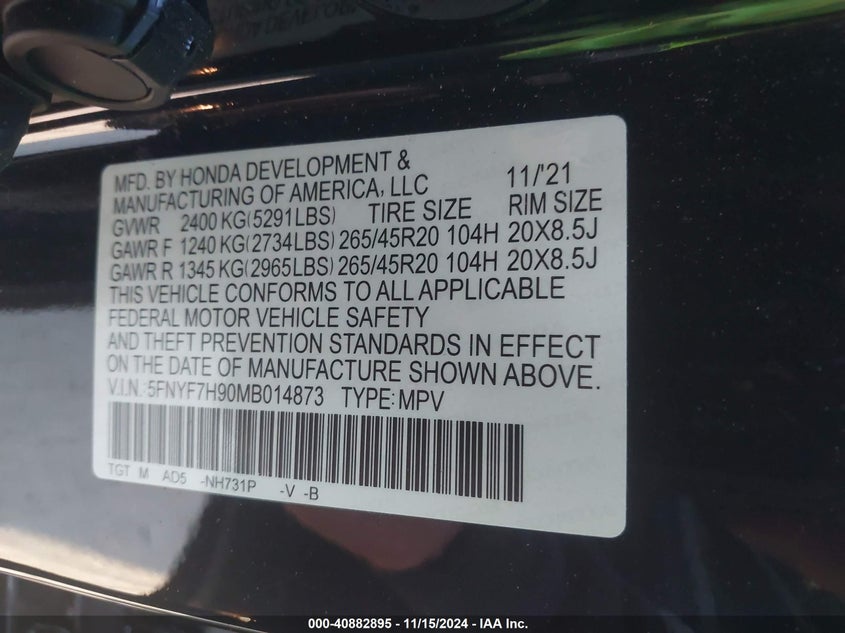 MFD. BY HONDA DEVELOPMENT &
MANUFACTURING OF AMERICA, LLC 11/'21
GVWR 2400 KG(5291LBS) TIRE SIZE RIM SIZE
GAWR F 1240 KG(2734LBS) 265/45R20 104H 20X8.5J
GAWR R 1345 KG(2965LBS) 265/45R20 104H 20X8.5J
THIS VEHICLE CONFORMS TO ALL APPLICABLE
FEDERAL MOTOR VEHICLE SAFETY
AND THEFT PREVENTION STANDARDS IN EFFECT
ON THE DATE OF MANUFACTURE SHOWN ABOVE.
V.I.N.: 5FNYF7H90MB014873 TYPE: MPV
TGT M AD5 -NH731P -V -B
000-40882895 - 11/15/2024 - IAA Inc.